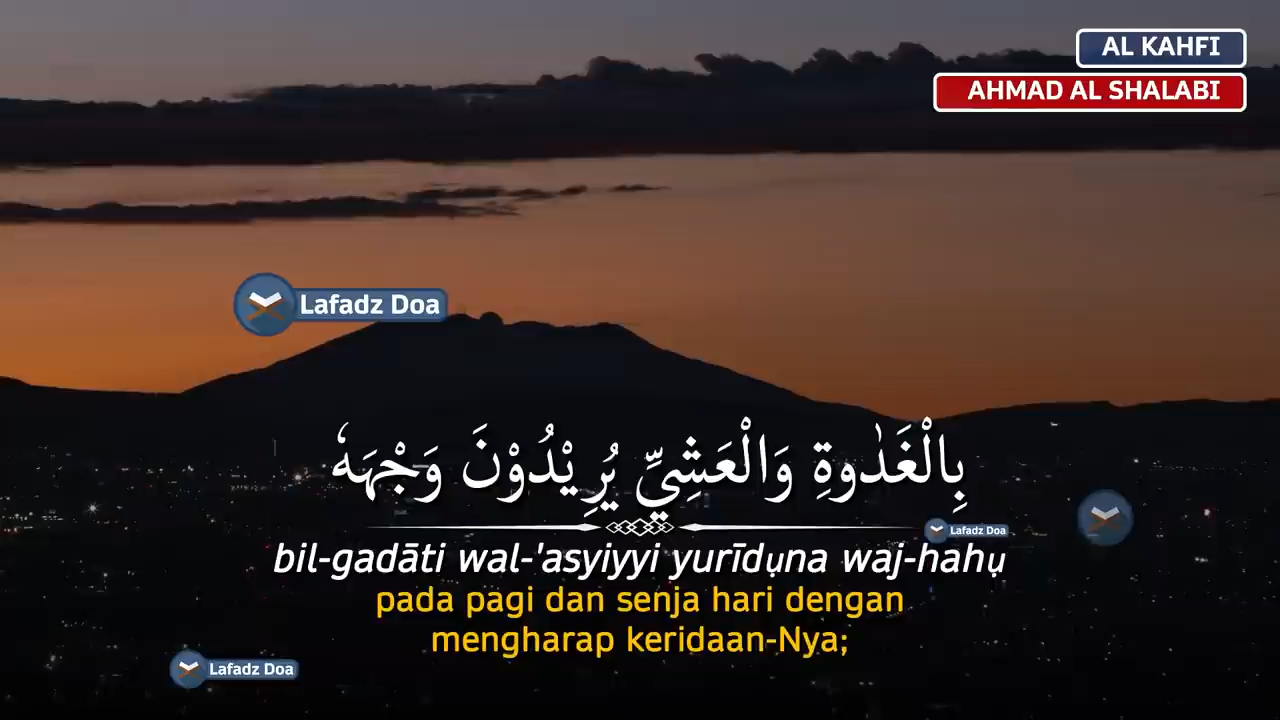 AL KAHFI
AHMAD AL SHALABI
Lafadz Doa
بِالْغَدٰوةِ وَالْعَشِيِّ يُرِيْدُوْنَ وَجْهَهٗ
Lafadz Doa
bil-gadāti wal-'asyiyyi yurīdụna waj-hahụ
pada pagi dan senja hari dengan
mengharap keridaan-Nya;
Lafadz Doa